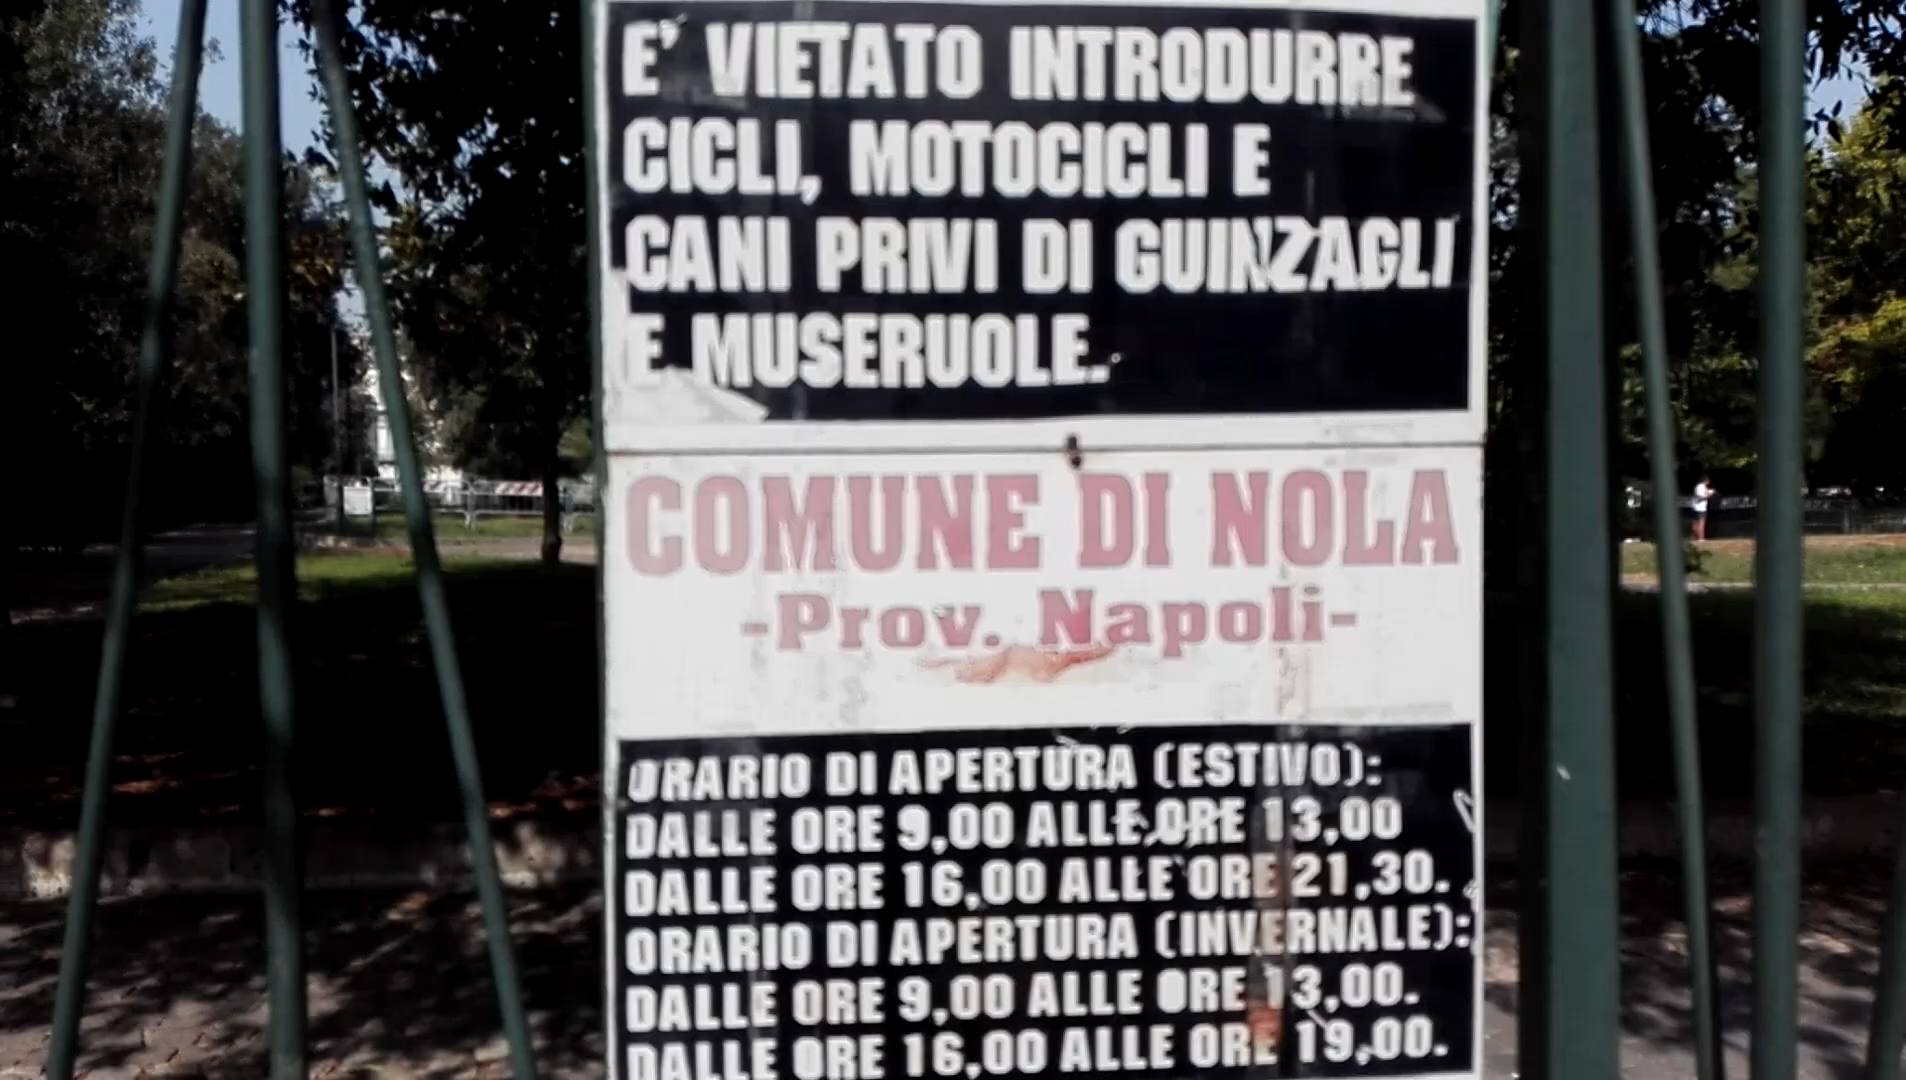 E' VIETATO INTRODURRE
CICLI, MOTOCICLI E
CANI PRIVI DI GUINZAGLI
E MUSERUOLE.
COMUNE DI NOLA
-Prov. Napoli-
ORARIO DI APERTURA (ESTIVO):
DALLE ORE 9,00 ALLE ORE 13,00
DALLE ORE 16,00 ALLE ORE 21,30.
ORARIO DI APERTURA (INVERNALE):
DALLE ORE 9,00 ALLE ORE 13,00.
DALLE ORE 16,00 ALLE ORE 19,00.